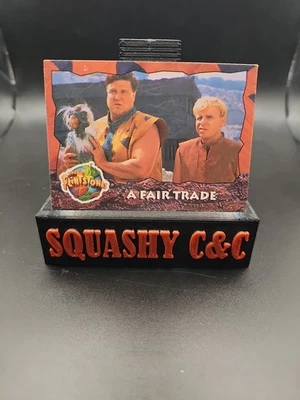 THE
FLINTSTONES
A FAIR TRADE
SQUASHY C&C